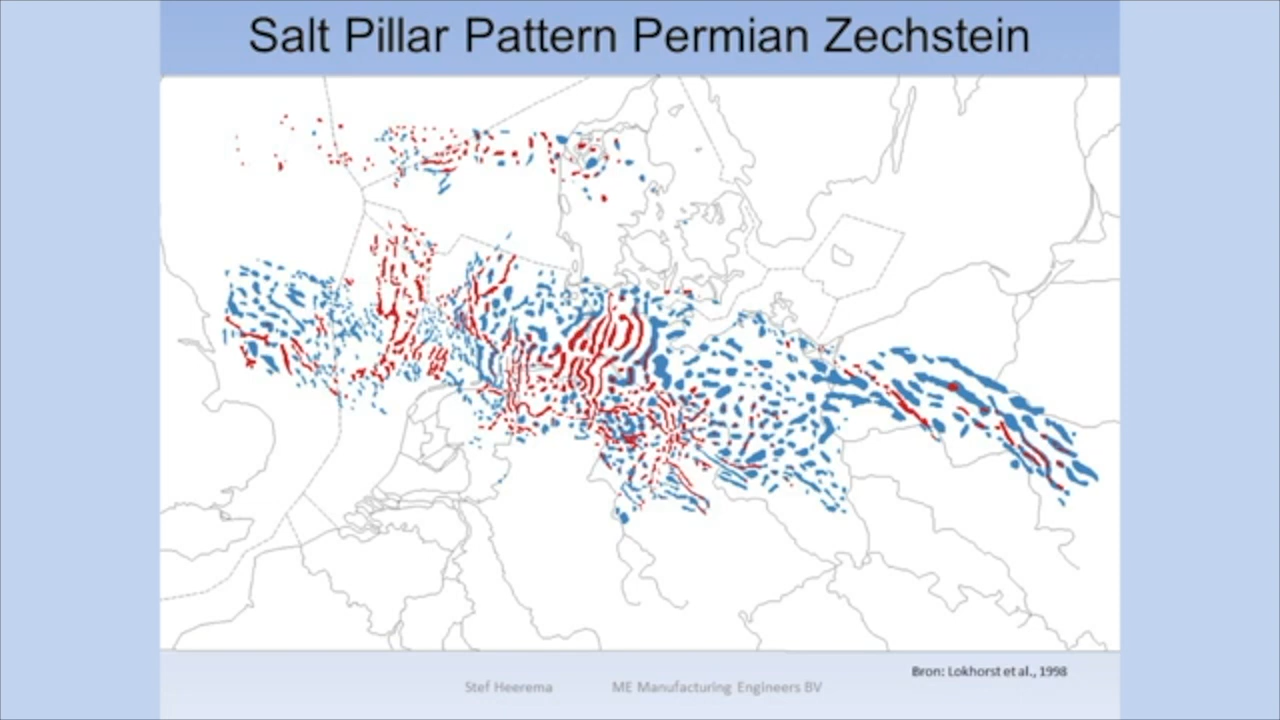 Salt Pillar Pattern Permian Zechstein
Bron: Lokhorst et al., 1998
Stef Heerema ME Manufacturing Engineers BV